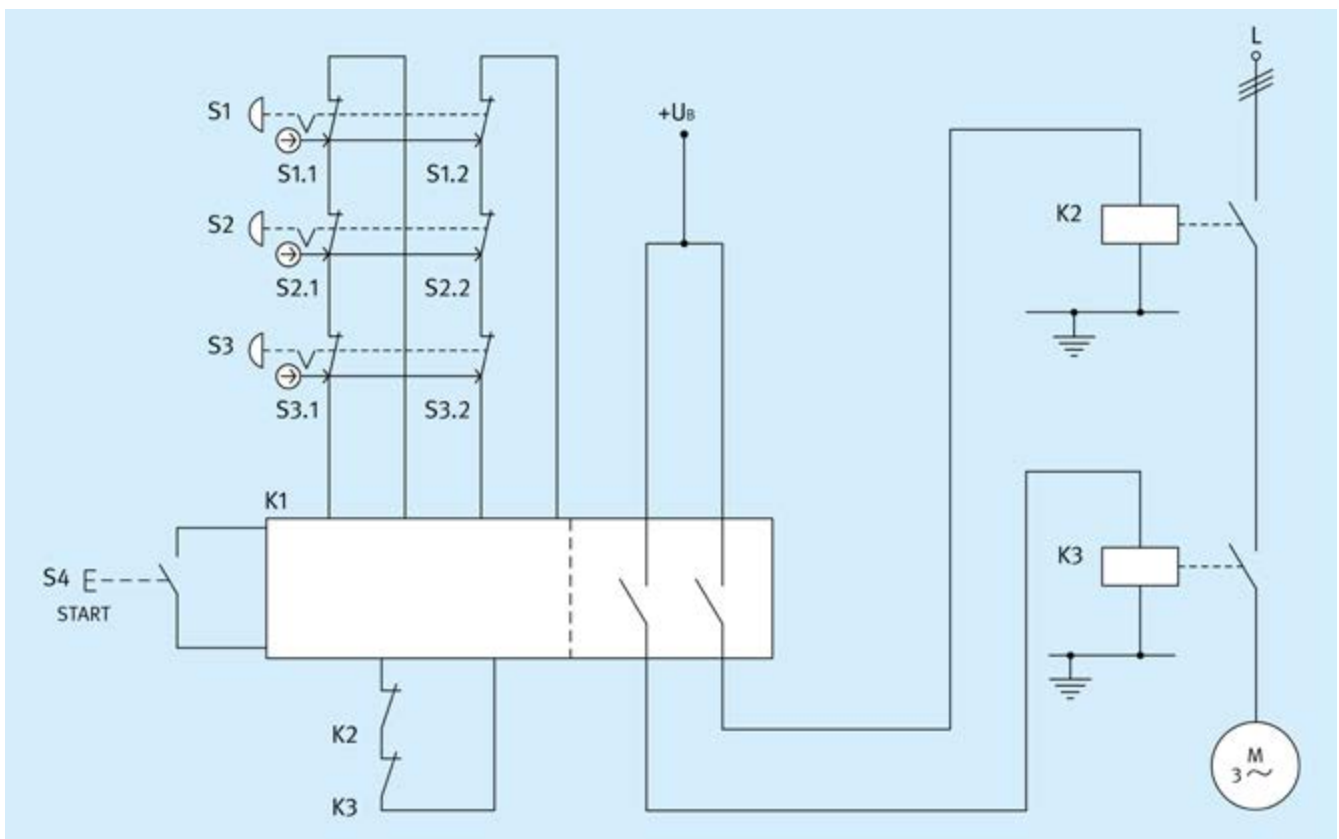 L
S1
S1.1 S1.2
+UB
S2
K2
S2.1 S2.2
S3
S3.1 S3.2
K1
K3
S4
START
K2
K3
M
3~